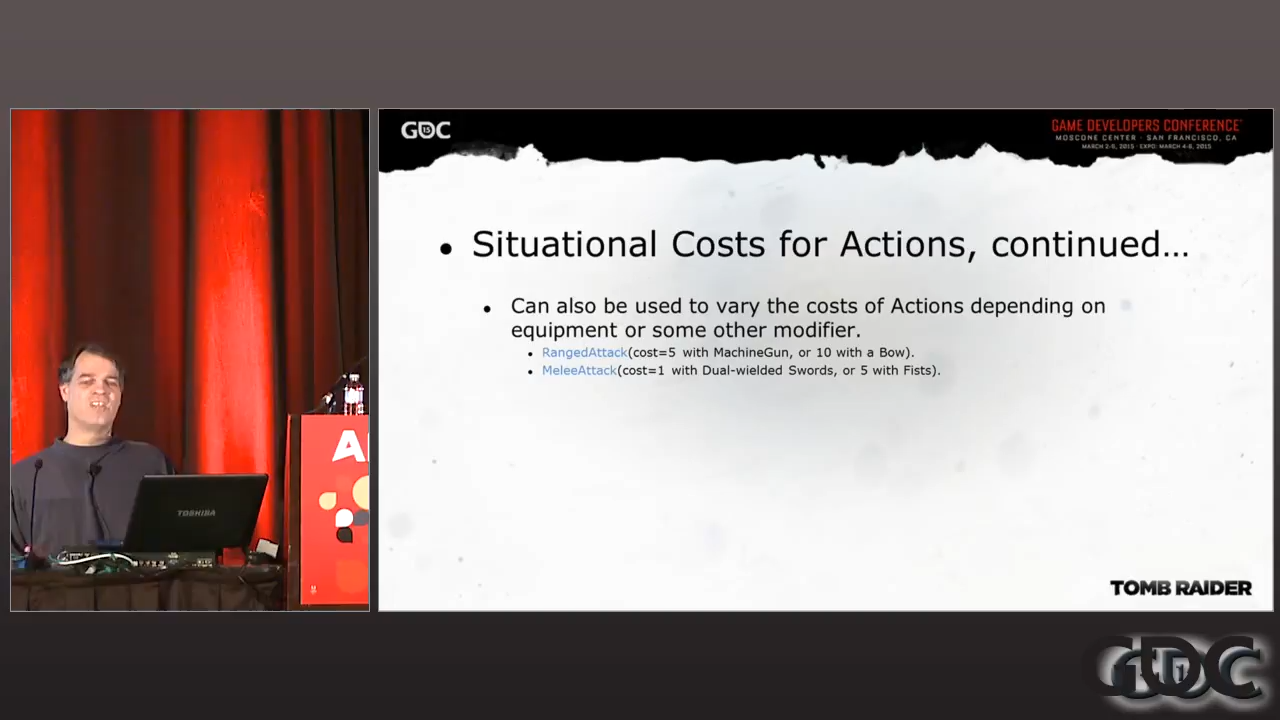 GDC
15
GAME DEVELOPERS CONFERENCE
MOSCONE CENTER · SAN FRANCISCO, CA
MARCH 2-6, 2015 · EXPO: MARCH 4-6, 2015
• Situational Costs for Actions, continued…
• Can also be used to vary the costs of Actions depending on
equipment or some other modifier.
• RangedAttack(cost=5 with MachineGun, or 10 with a Bow).
• MeleeAttack(cost=1 with Dual-wielded Swords, or 5 with Fists).
TOSHIBA
TOMB RAIDER
GDC